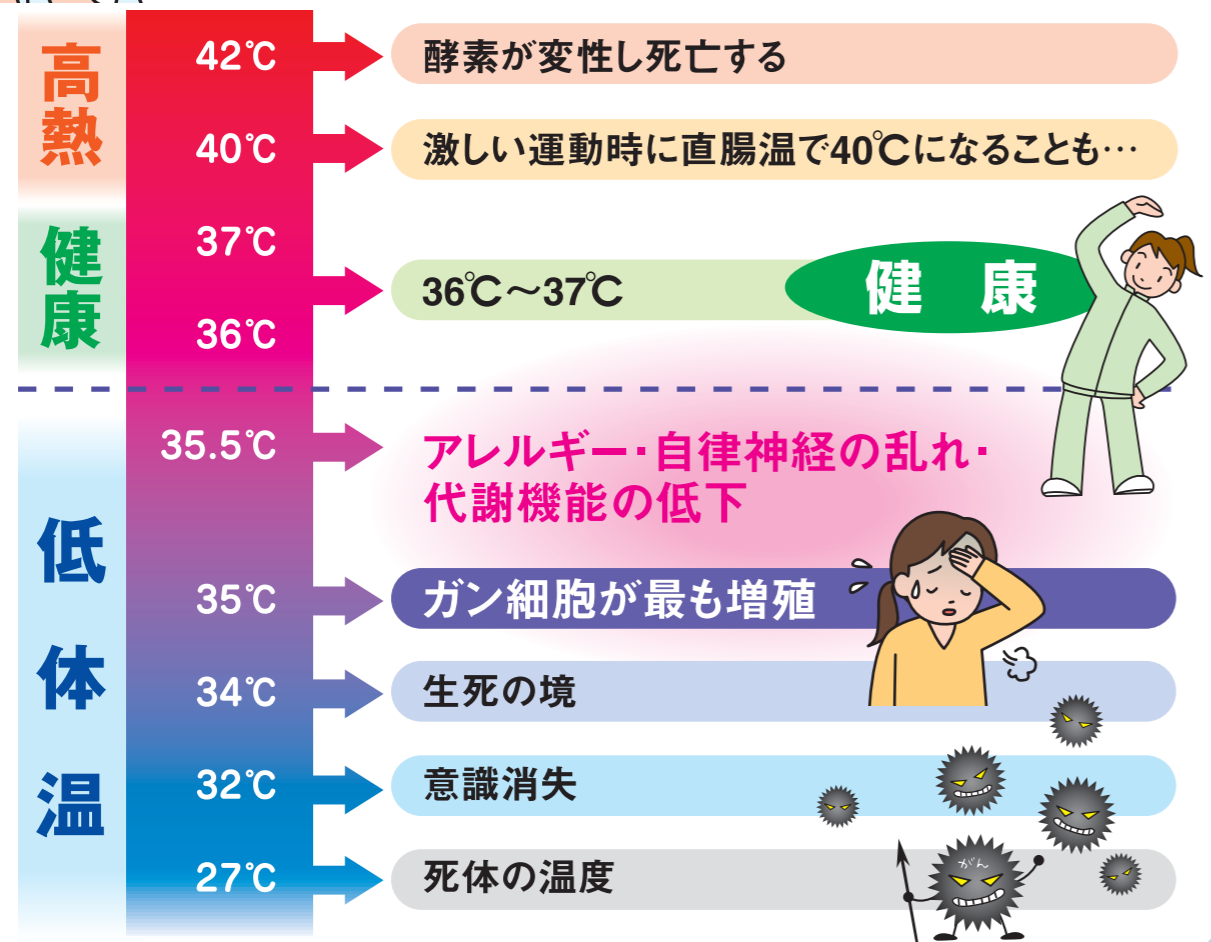 高熱
42℃
酵素が変性し死亡する
40℃
激しい運動時に直腸温で40℃になることも…
健康
37℃
36℃～37℃
健 康
36℃
低体温
35.5℃
アレルギー・自律神経の乱れ・
代謝機能の低下
35℃
ガン細胞が最も増殖
34℃
生死の境
32℃
意識消失
27℃
死体の温度
がん